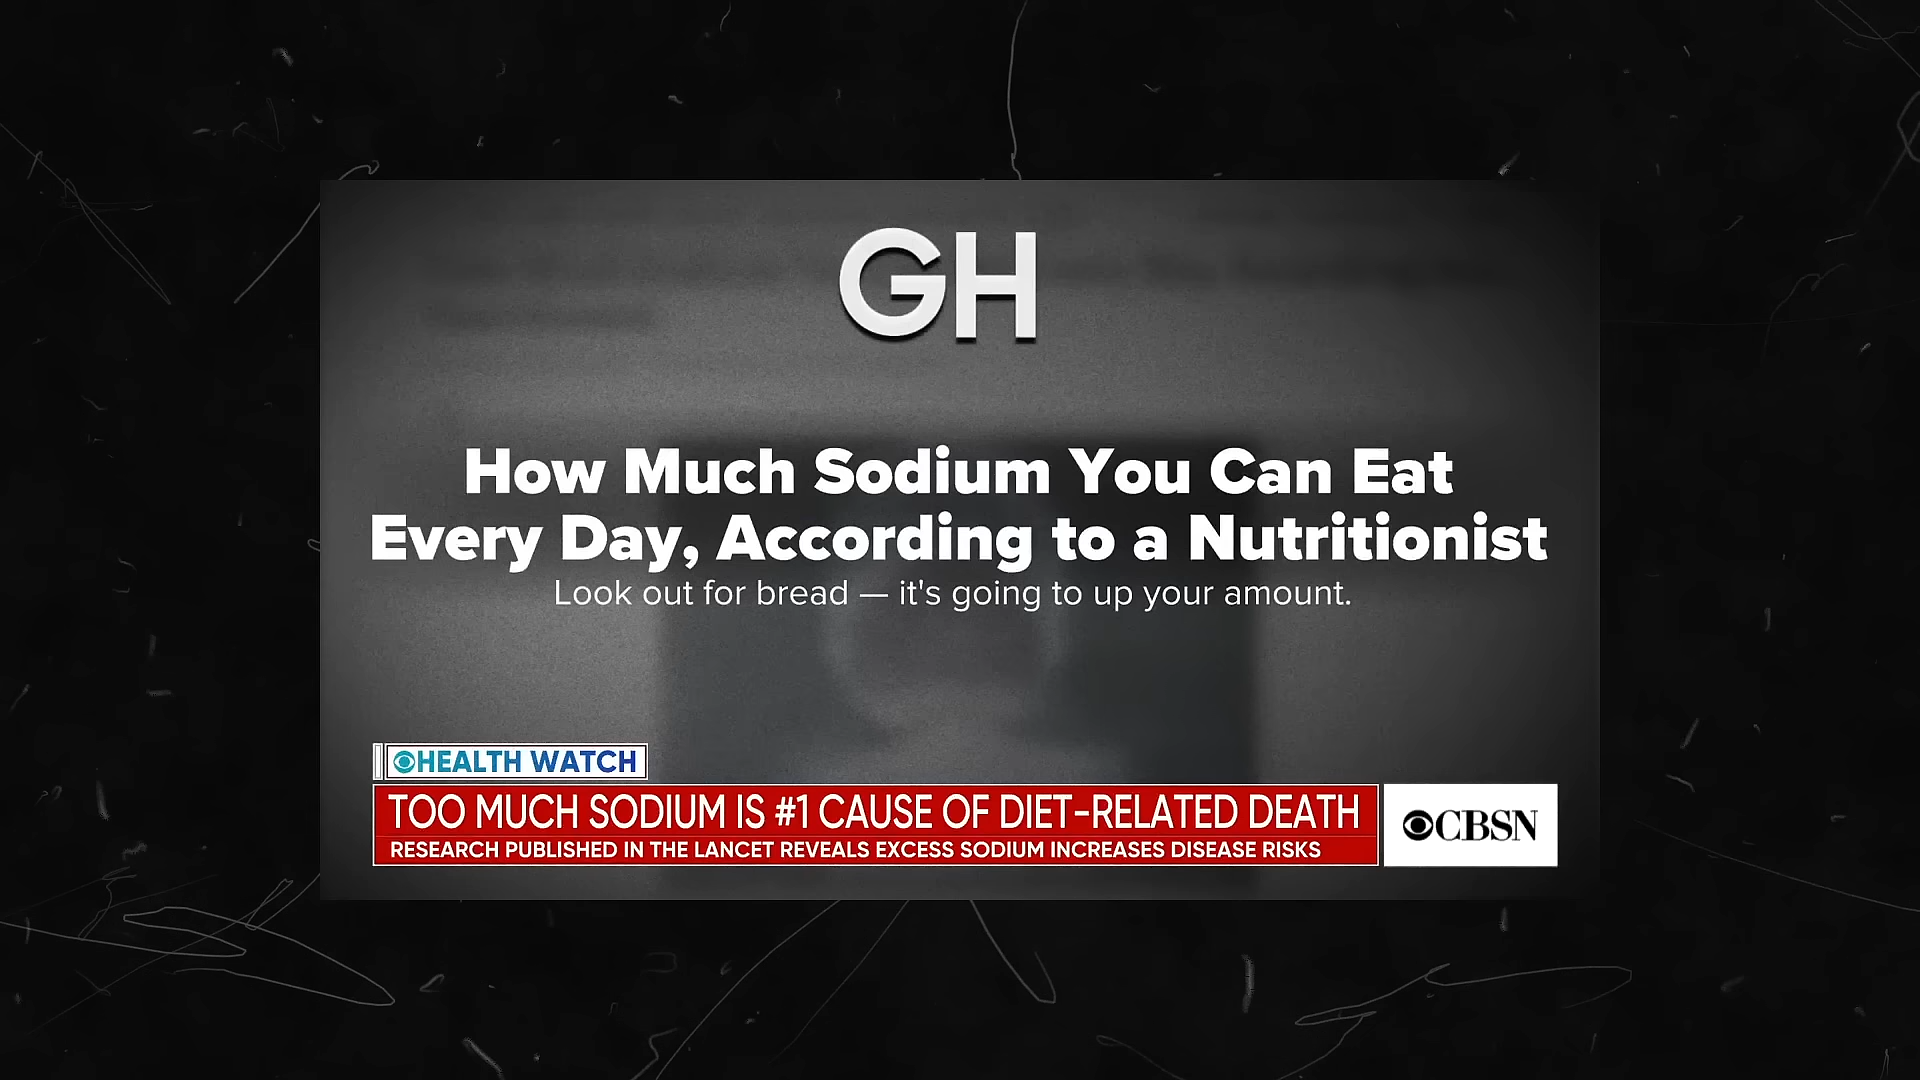 GH
How Much Sodium You Can Eat
Every Day, According to a Nutritionist
Look out for bread — it's going to up your amount.
HEALTH WATCH
TOO MUCH SODIUM IS #1 CAUSE OF DIET-RELATED DEATH
RESEARCH PUBLISHED IN THE LANCET REVEALS EXCESS SODIUM INCREASES DISEASE RISKS
CBSN